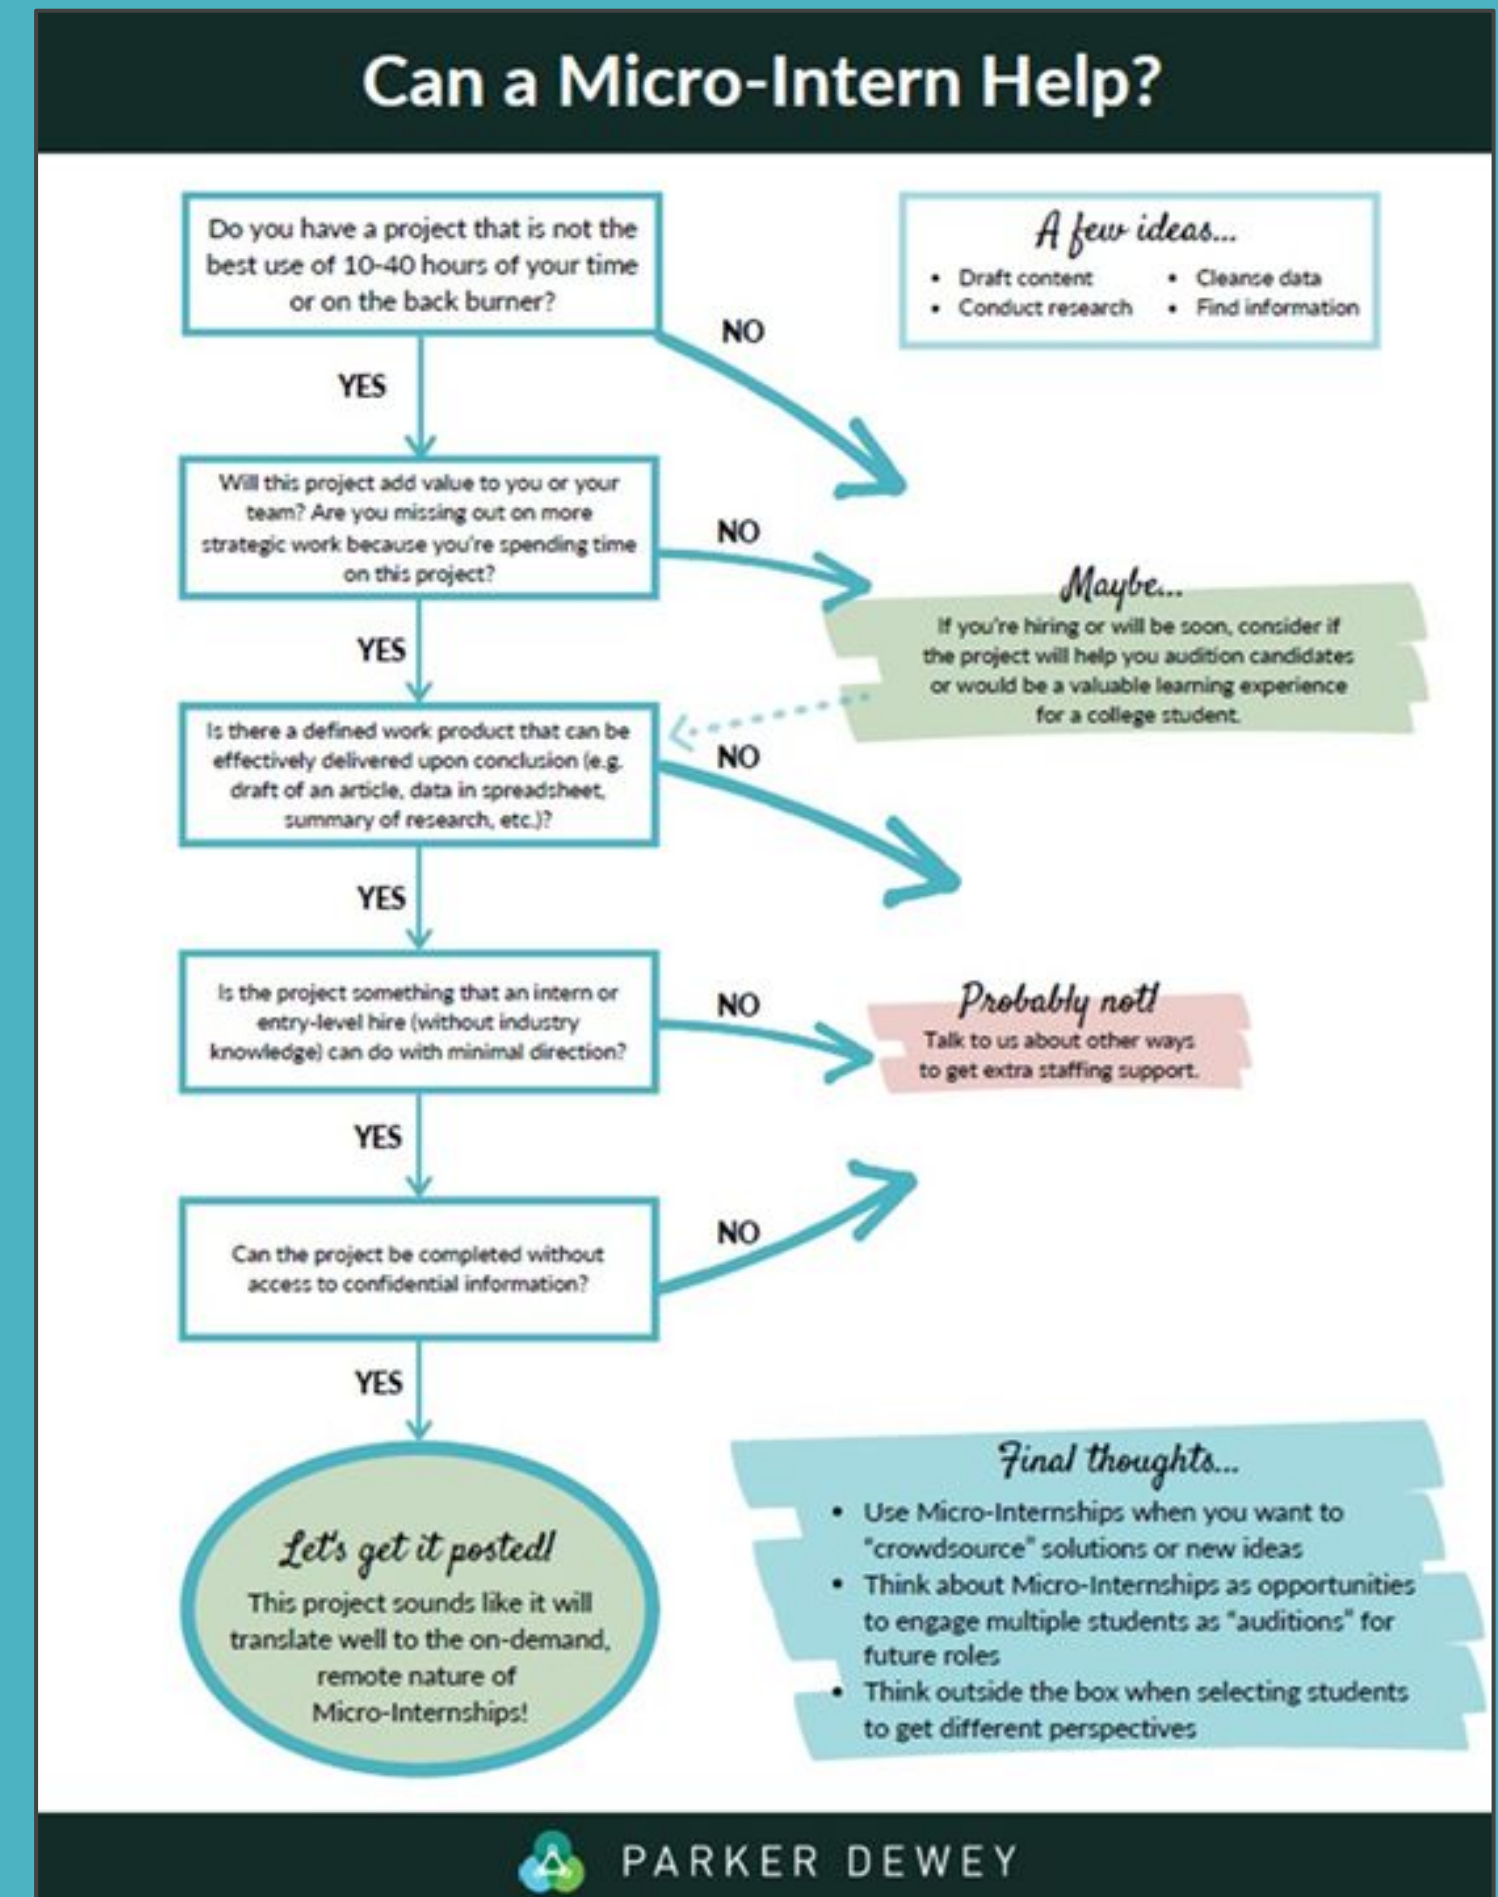 Can a Micro-Intern Help?
Do you have a project that is not the
best use of 10-40 hours of your time
or on the back burner?
A few ideas...
• Draft content
• Conduct research
• Cleanse data
• Find information
NO
YES
Will this project add value to you or your
team? Are you missing out on more
strategic work because you're spending time
on this project?
NO
Maybe...
If you're hiring or will be soon, consider if
the project will help you audition candidates
or would be a valuable learning experience
for a college student.
YES
Is there a defined work product that can be
effectively delivered upon conclusion (e.g.
draft of an article, data in spreadsheet,
summary of research, etc.)?
NO
YES
Is the project something that an intern or
entry-level hire (without industry
knowledge) can do with minimal direction?
NO
Probably not!
Talk to us about other ways
to get extra staffing support.
YES
Can the project be completed without
access to confidential information?
NO
YES
Let's get it posted!
This project sounds like it will
translate well to the on-demand,
remote nature of
Micro-Internships!
Final thoughts...
• Use Micro-Internships when you want to
"crowdsource" solutions or new ideas
• Think about Micro-Internships as opportunities
to engage multiple students as "auditions" for
future roles
• Think outside the box when selecting students
to get different perspectives
PARKER DEWEY